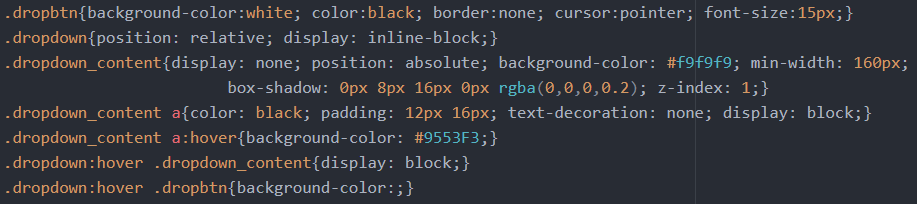 .dropbtn{background-color:white; color:black; border:none; cursor:pointer; font-size:15px;}
.dropdown{position: relative; display: inline-block;}
.dropdown_content{display: none; position: absolute; background-color: #f9f9f9; min-width: 160px;
box-shadow: 0px 8px 16px 0px rgba(0,0,0,0.2); z-index: 1;}
.dropdown_content a{color: black; padding: 12px 16px; text-decoration: none; display: block;}
.dropdown_content a:hover{background-color: #9553F3;}
.dropdown:hover .dropdown_content{display: block;}
.dropdown:hover .dropbtn{background-color:;}